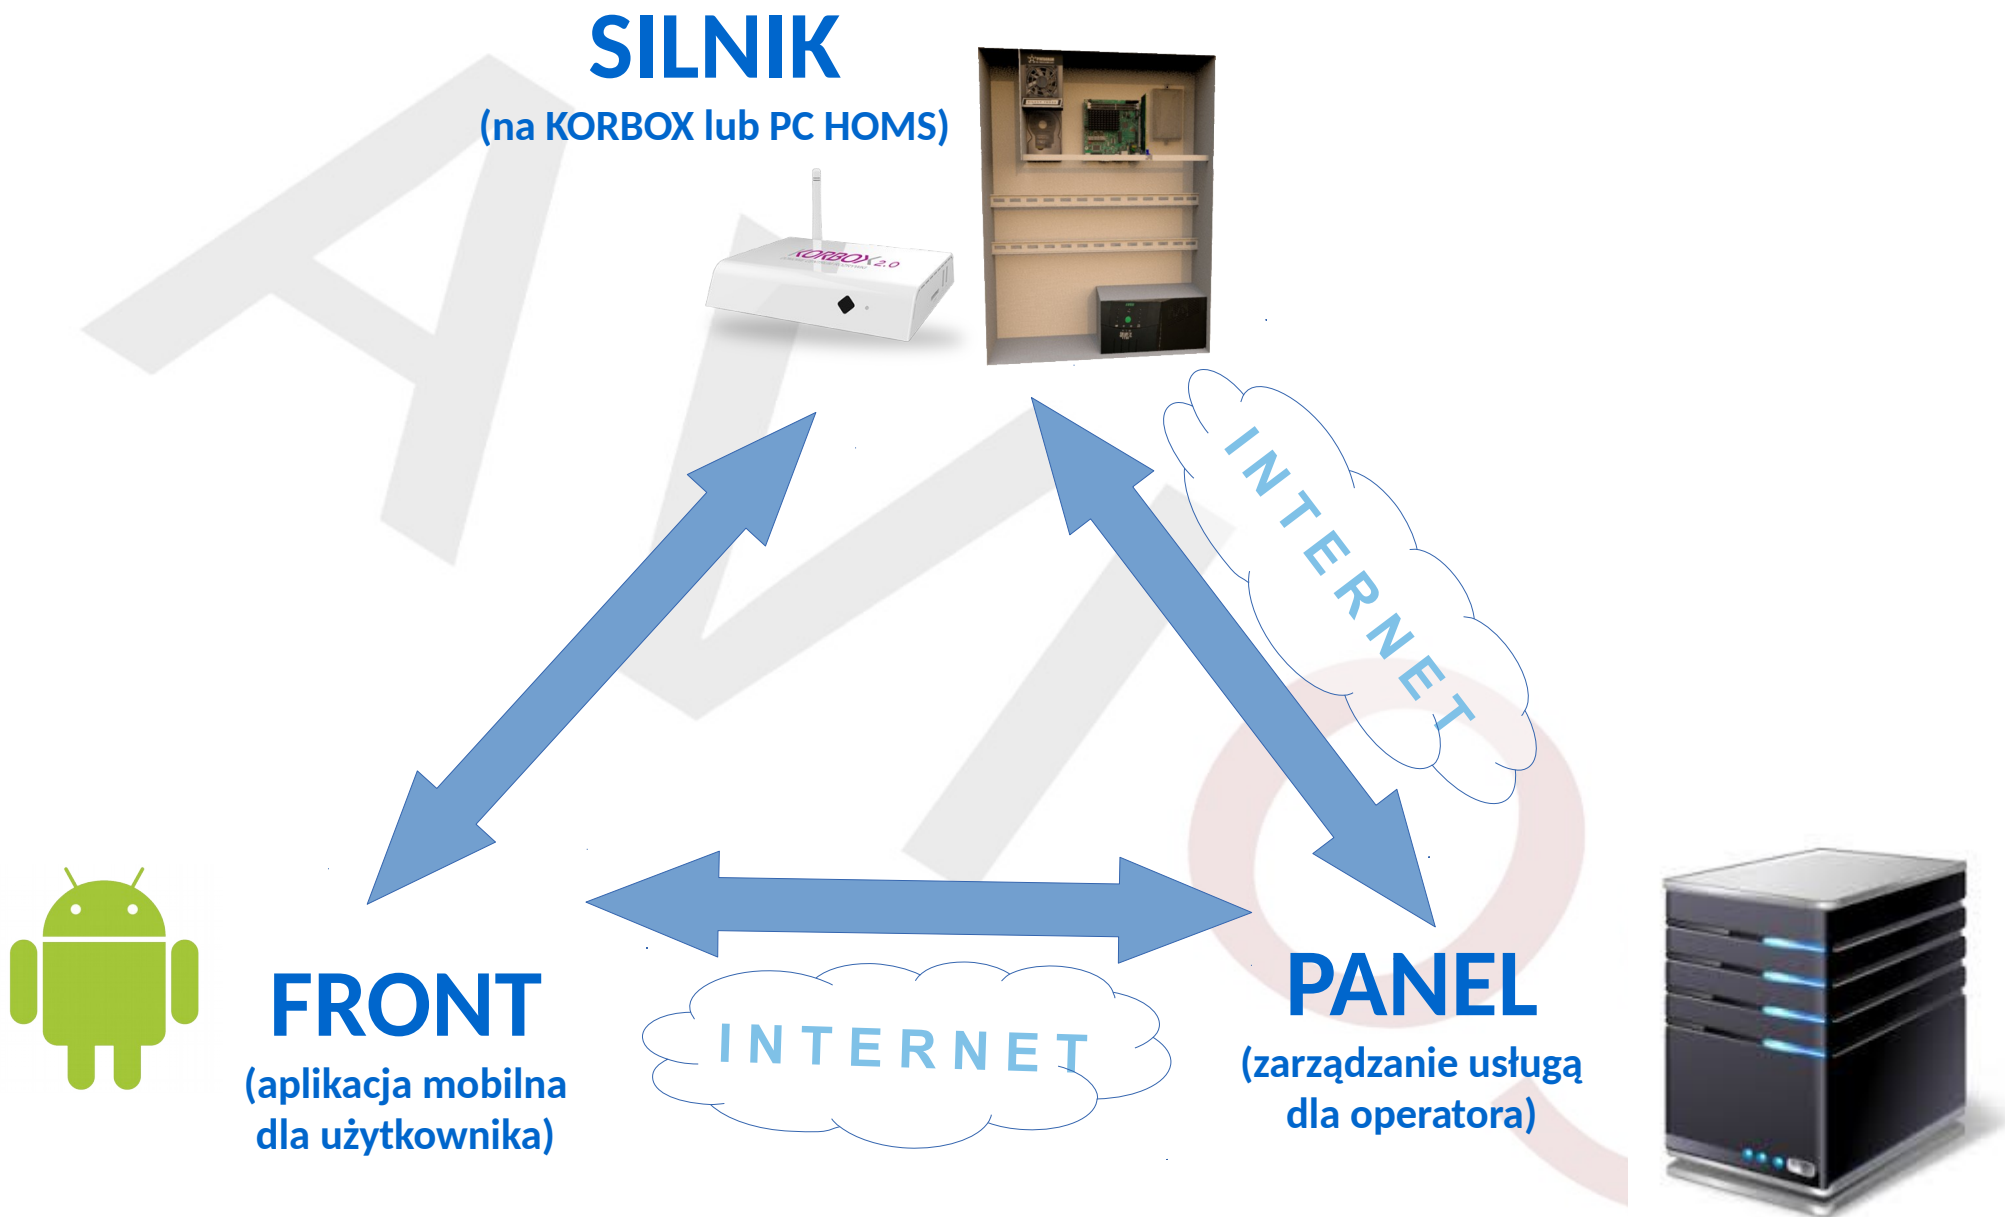 SILNIK
(na KORBOX lub PC HOMS)
KORBOX 2.0
INTERNET
FRONT
(aplikacja mobilna
dla użytkownika)
INTERNET
PANEL
(zarządzanie usługą
dla operatora)